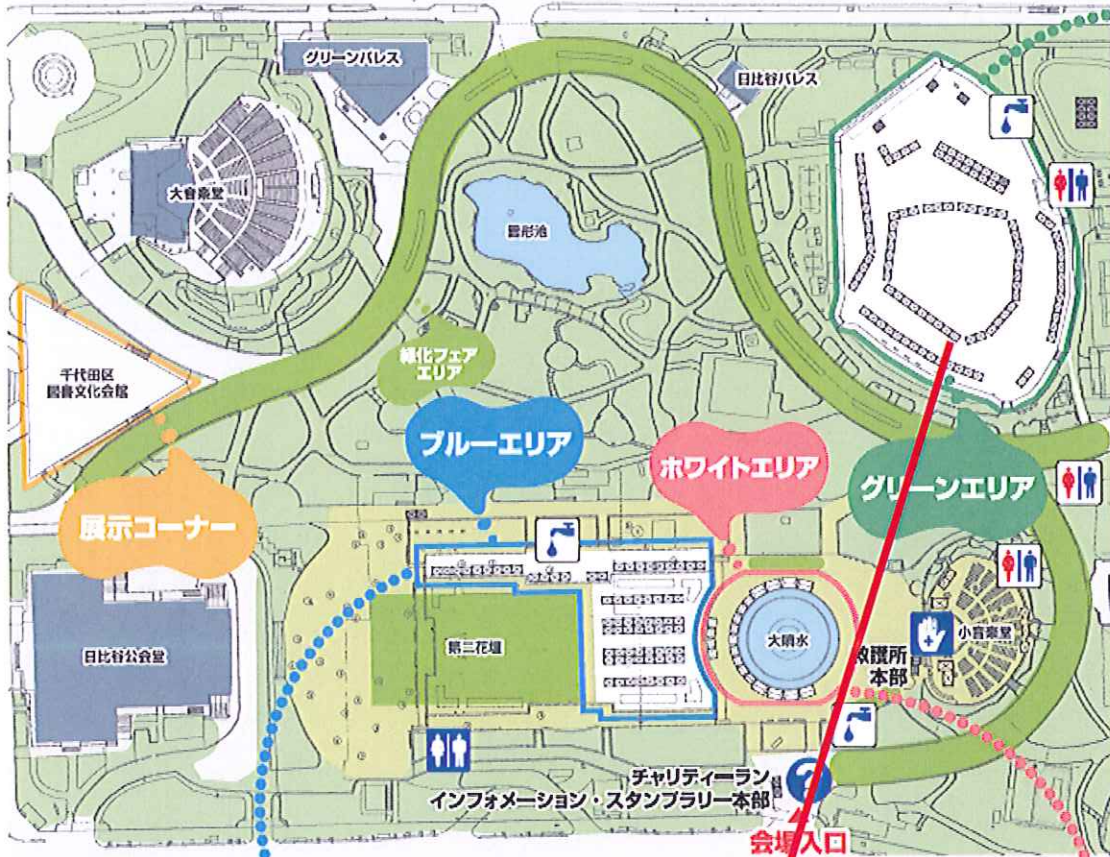 グリーンパレス
日比谷パレス
大音楽堂
雲形池
千代田区
図書文化会館
緑化フェア
エリア
ブルーエリア
ホワイトエリア
グリーンエリア
展示コーナー
日比谷公会堂
第二花壇
大噴水
小音楽堂
救護所
本部
チャリティーラン
インフォメーション・スタンプラリー本部
?
会場入口